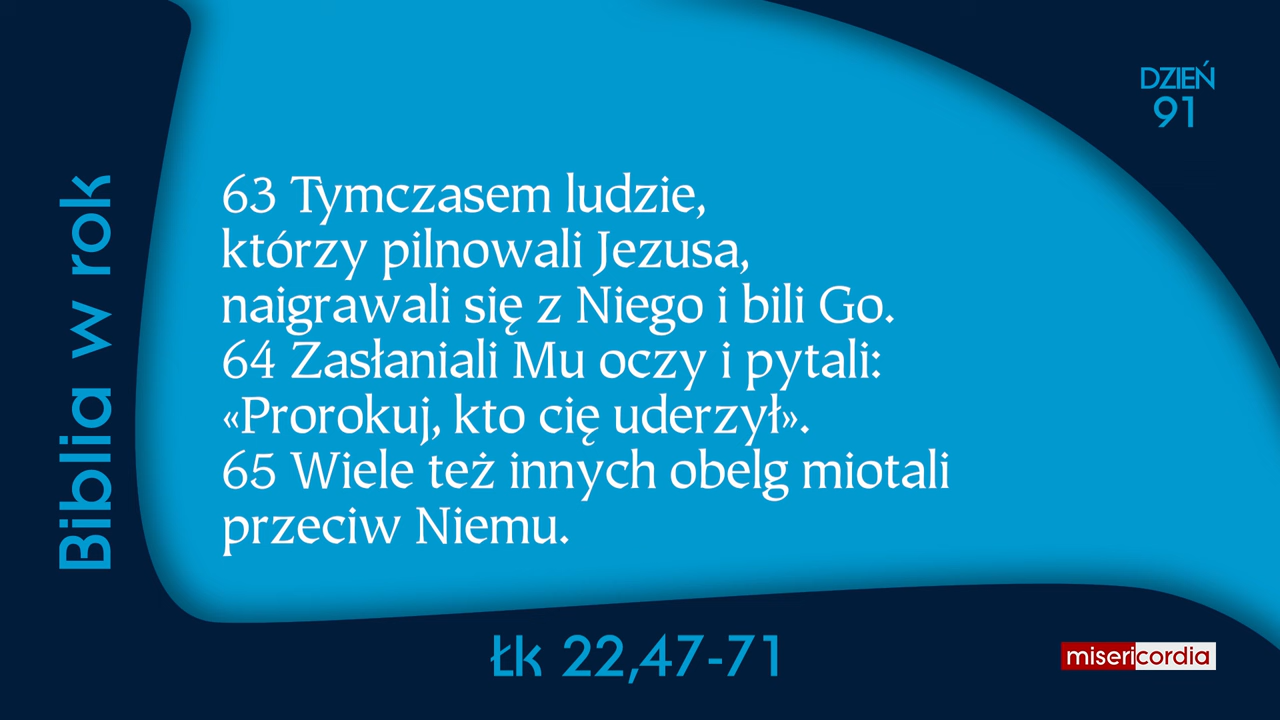 DZIEŃ
91
Biblia w rok
63 Tymczasem ludzie,
którzy pilnowali Jezusa,
naigrawali się z Niego i bili Go.
64 Zasłaniali Mu oczy i pytali:
«Prorokuj, kto cię uderzył».
65 Wiele też innych obelg miotali
przeciw Niemu.
Łk 22,47-71
misericordia